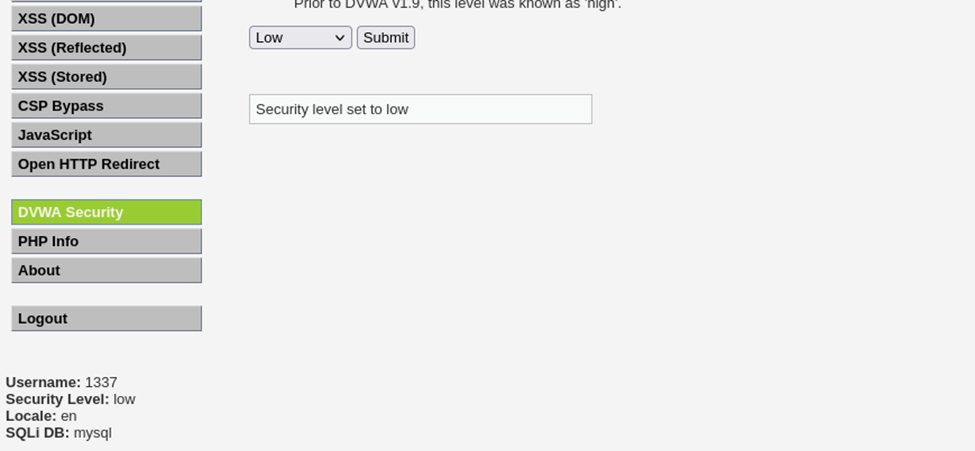 Prior to DVWA v1.9, this level was known as 'high'.
XSS (DOM)
XSS (Reflected)
XSS (Stored)
CSP Bypass
JavaScript
Open HTTP Redirect
DVWA Security
PHP Info
About
Logout
Low Submit
Security level set to low
Username: 1337
Security Level: low
Locale: en
SQLi DB: mysql